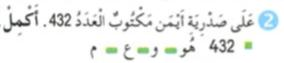 2 عَلَى صَدْرِيَّةِ أَيْمَن مَكْتُوبٌ الْعَدَدُ 432. أُكْمِلُ
432 هُوَ م و ع و م